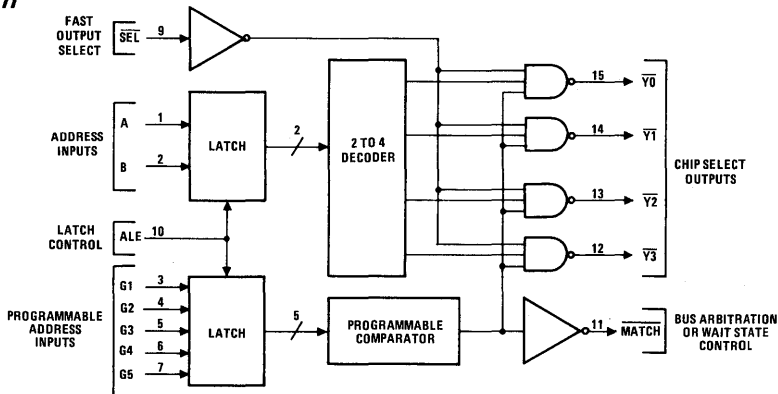 FAST
OUTPUT
SELECT
SEL 9
ADDRESS
INPUTS
A 1
B 2
LATCH
2
2 TO 4
DECODER
15 Y0
14 Y1
13 Y2
12 Y3
CHIP SELECT
OUTPUTS
LATCH
CONTROL
ALE 10
PROGRAMMABLE
ADDRESS
INPUTS
G1 3
G2 4
G3 5
G4 6
G5 7
LATCH
5
PROGRAMMABLE
COMPARATOR
11 MATCH
BUS ARBITRATION
OR WAIT STATE
CONTROL